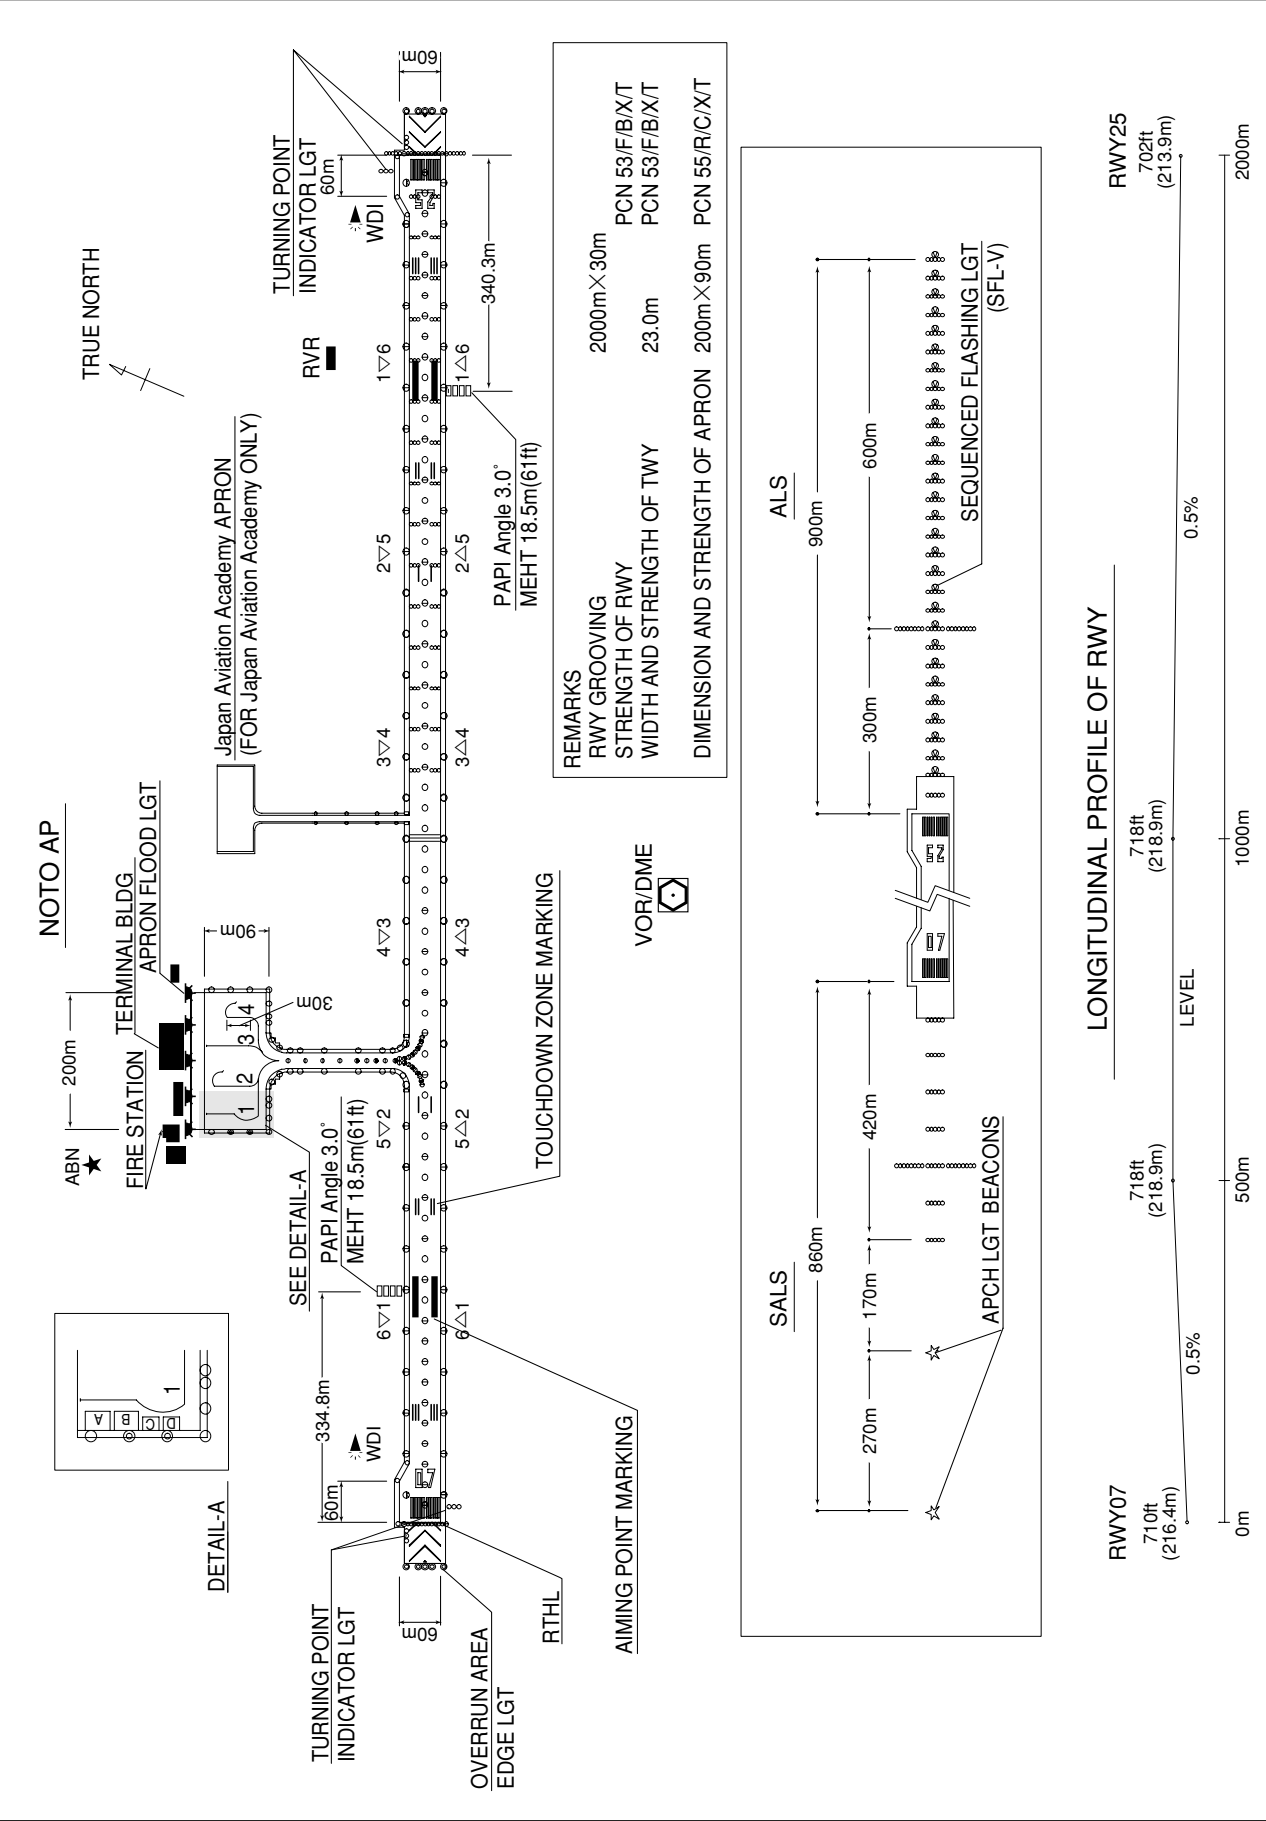 NOTO AP
TRUE NORTH
ABN
200m
TERMINAL BLDG
APRON FLOOD LGT
FIRE STATION
90m
30m
1
2
3
4
Japan Aviation Academy APRON
(FOR Japan Aviation Academy ONLY)
TURNING POINT
INDICATOR LGT
60m
60m
WDI
RVR
DETAIL-A
A
B
C
D
1
SEE DETAIL-A
PAPI Angle 3.0°
MEHT 18.5m(61ft)
334.8m
WDI
60m
60m
TURNING POINT
INDICATOR LGT
6▽1
5▽2
4▽3
3▽4
2▽5
1▽6
07
25
6△1
5△2
4△3
3△4
2△5
1△6
340.3m
PAPI Angle 3.0°
MEHT 18.5m(61ft)
OVERRUN AREA
EDGE LGT
RTHL
AIMING POINT MARKING
TOUCHDOWN ZONE MARKING
VOR/DME
REMARKS
RWY GROOVING 2000m×30m
STRENGTH OF RWY PCN 53/F/B/X/T
WIDTH AND STRENGTH OF TWY 23.0m PCN 53/F/B/X/T
DIMENSION AND STRENGTH OF APRON 200m×90m PCN 55/R/C/X/T
SALS
860m
270m
170m
420m
APCH LGT BEACONS
07
25
ALS
900m
300m
600m
SEQUENCED FLASHING LGT
(SFL-V)
LONGITUDINAL PROFILE OF RWY
RWY07
710ft
(216.4m)
718ft
(218.9m)
718ft
(218.9m)
RWY25
702ft
(213.9m)
0.5%
LEVEL
0.5%
0m
500m
1000m
2000m